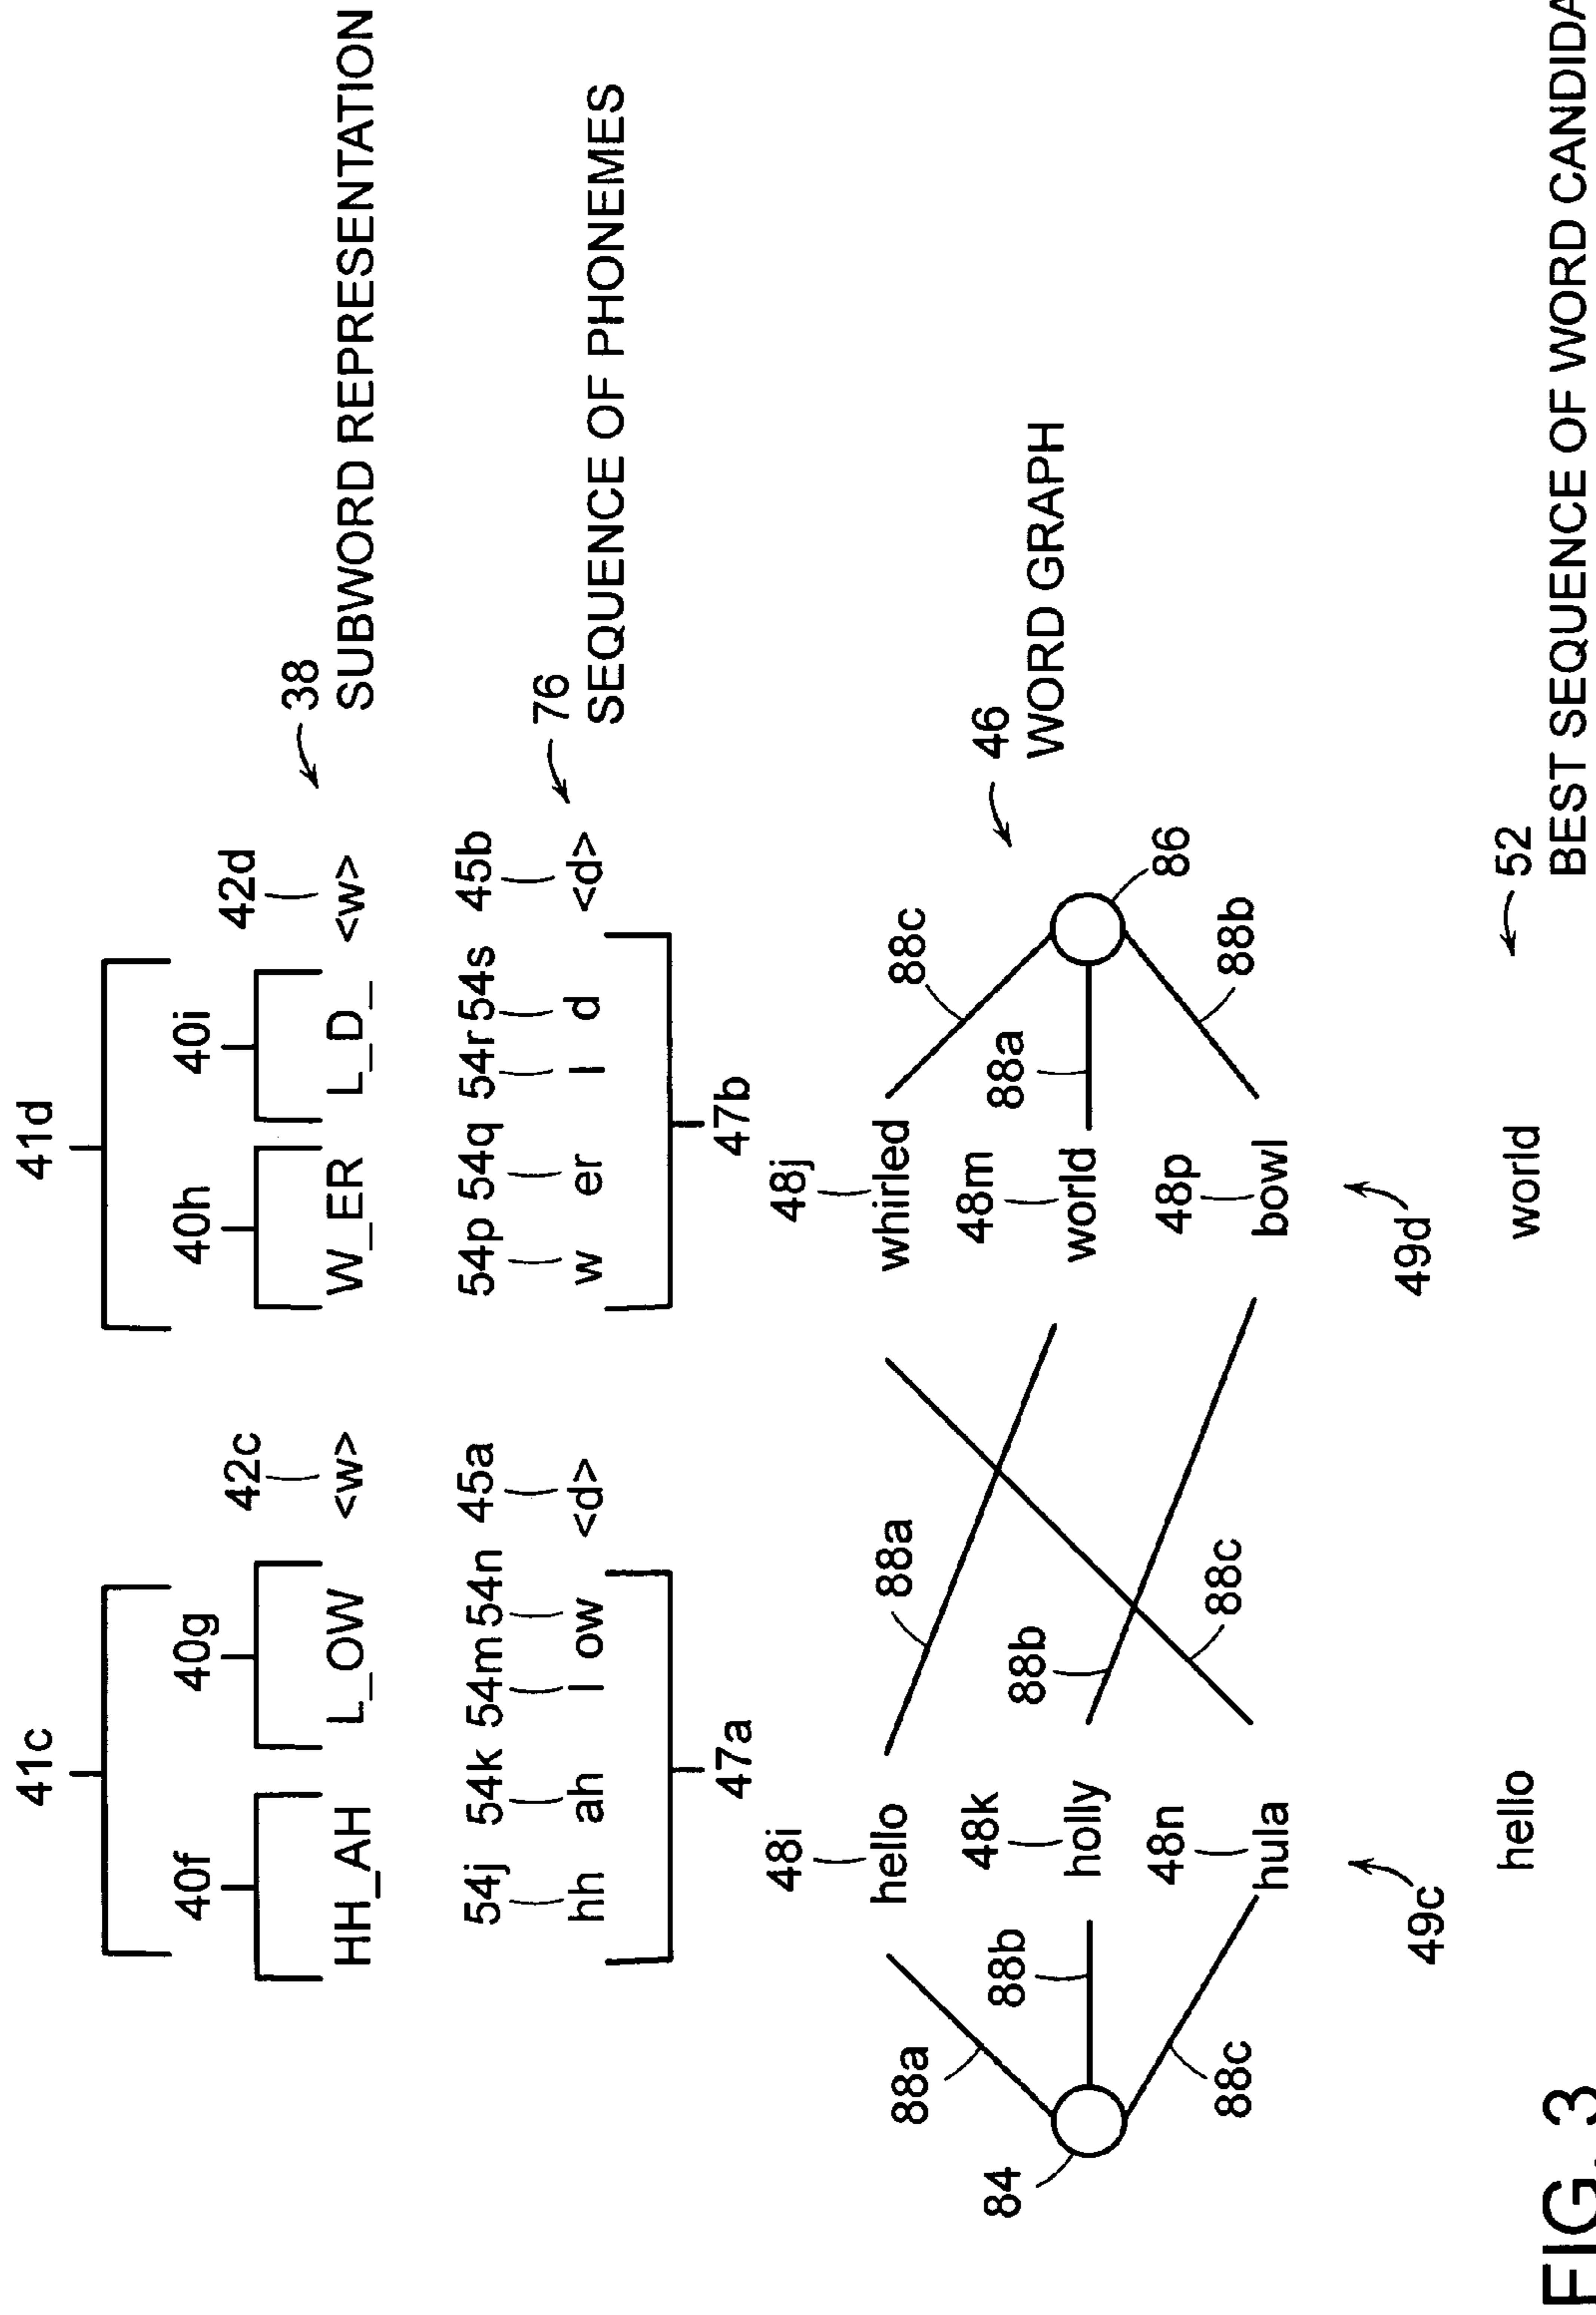 41c 41d
40f 40g 42c 40h 40i 42d
38
HH_AH L_OW <w> W_ER L_D_ <w>
SUBWORD REPRESENTATION
54j 54k 54m 54n 45a 54p 54q 54r 54s 45b
76
hh ah l ow <d> w er l d <d>
SEQUENCE OF PHONEMES
47a 47b
48i 48j
88a hello 88a whirled 88c
46
84 88b 48k 88b 48m 88a
WORD GRAPH
holly world
86
48n 48p
88c hula 88c bowl 88b
49c 49d
52
hello world
BEST SEQUENCE OF WORD
FIG. 3